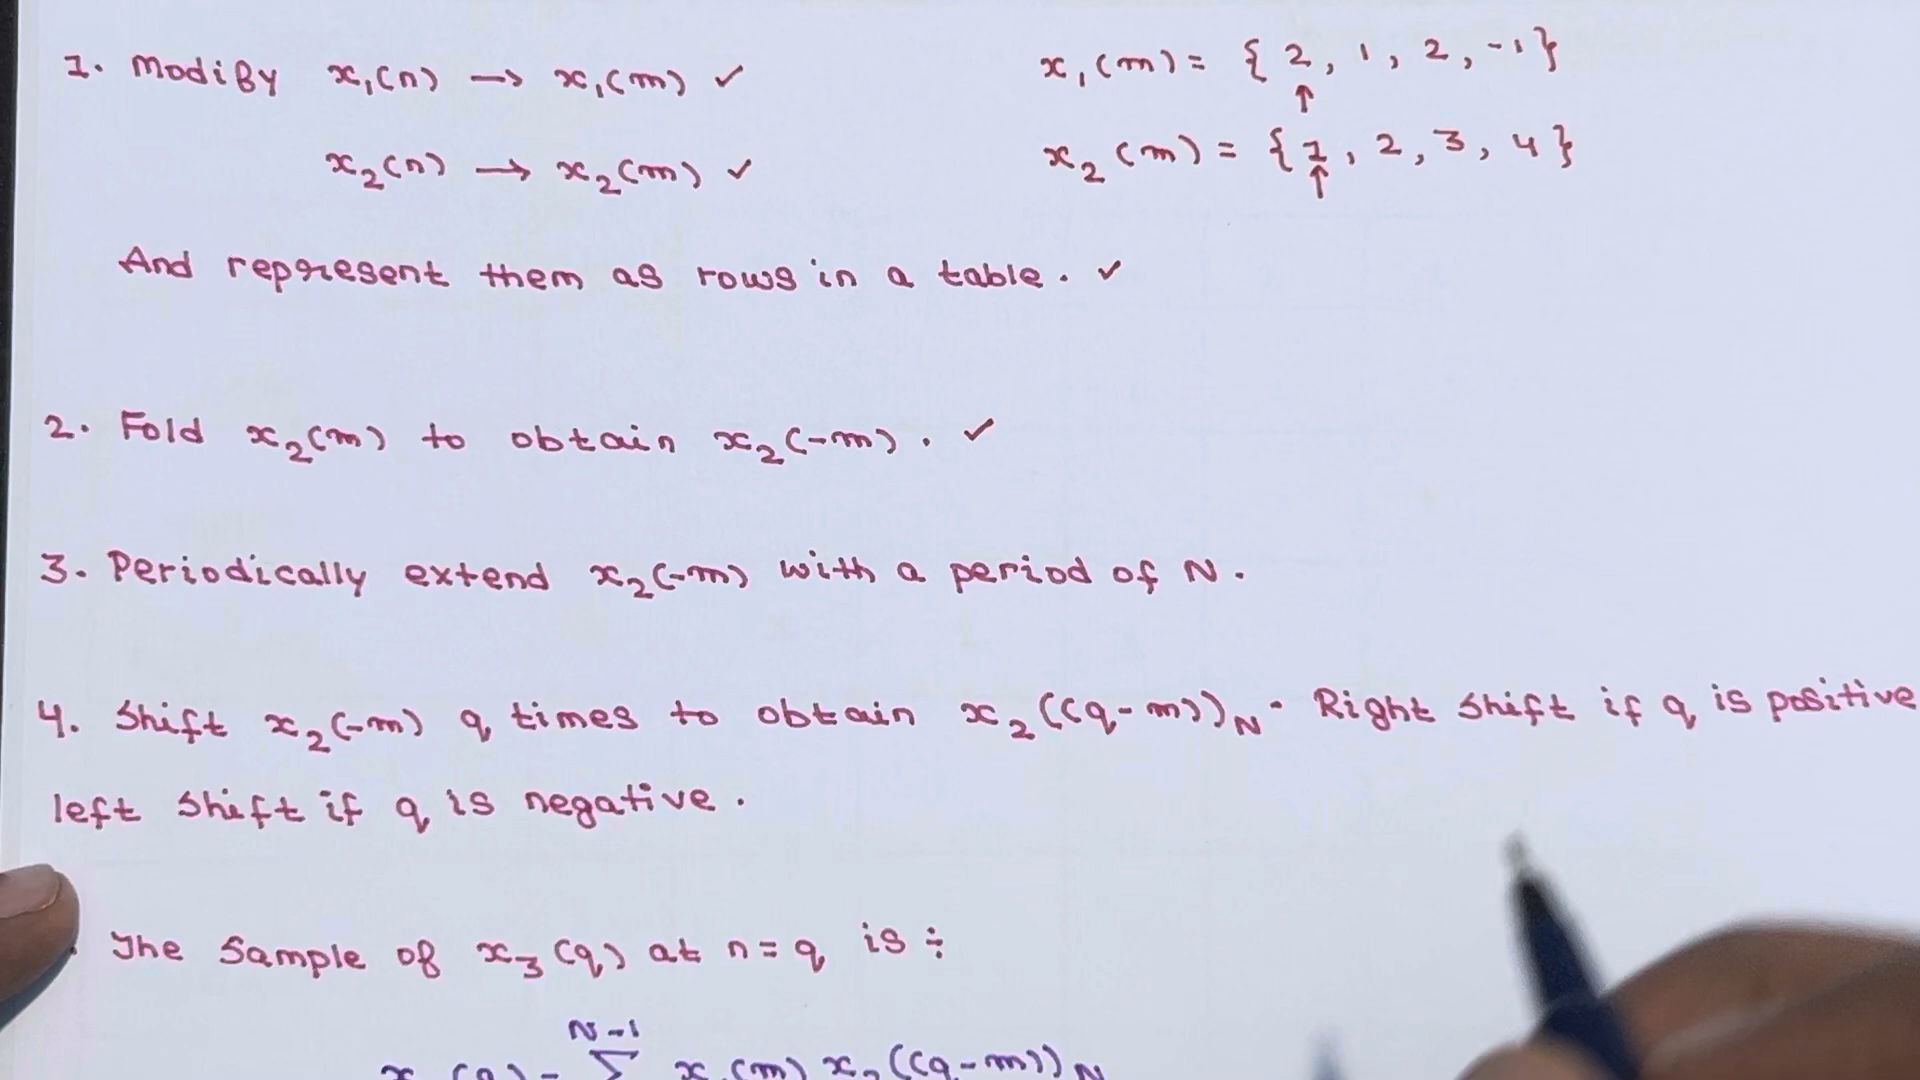 1. Modify x₁(n) → x₁(m) ✓
x₁(m) = { 2, 1, 2, -1}
↑
x₂(n) → x₂(m) ✓
x₂(m) = {1, 2, 3, 4}
↑
And represent them as rows in a table. ✓
2. Fold x₂(m) to obtain x₂(-m). ✓
3. Periodically extend x₂(-m) with a period of N.
4. Shift x₂(-m) q times to obtain x₂((q-m))N. Right shift if q is positive
left shift if q is negative.
The sample of x₃(q) at n = q is :
N-1
x (q) = Σ x₁(m) x₂((q-m))N